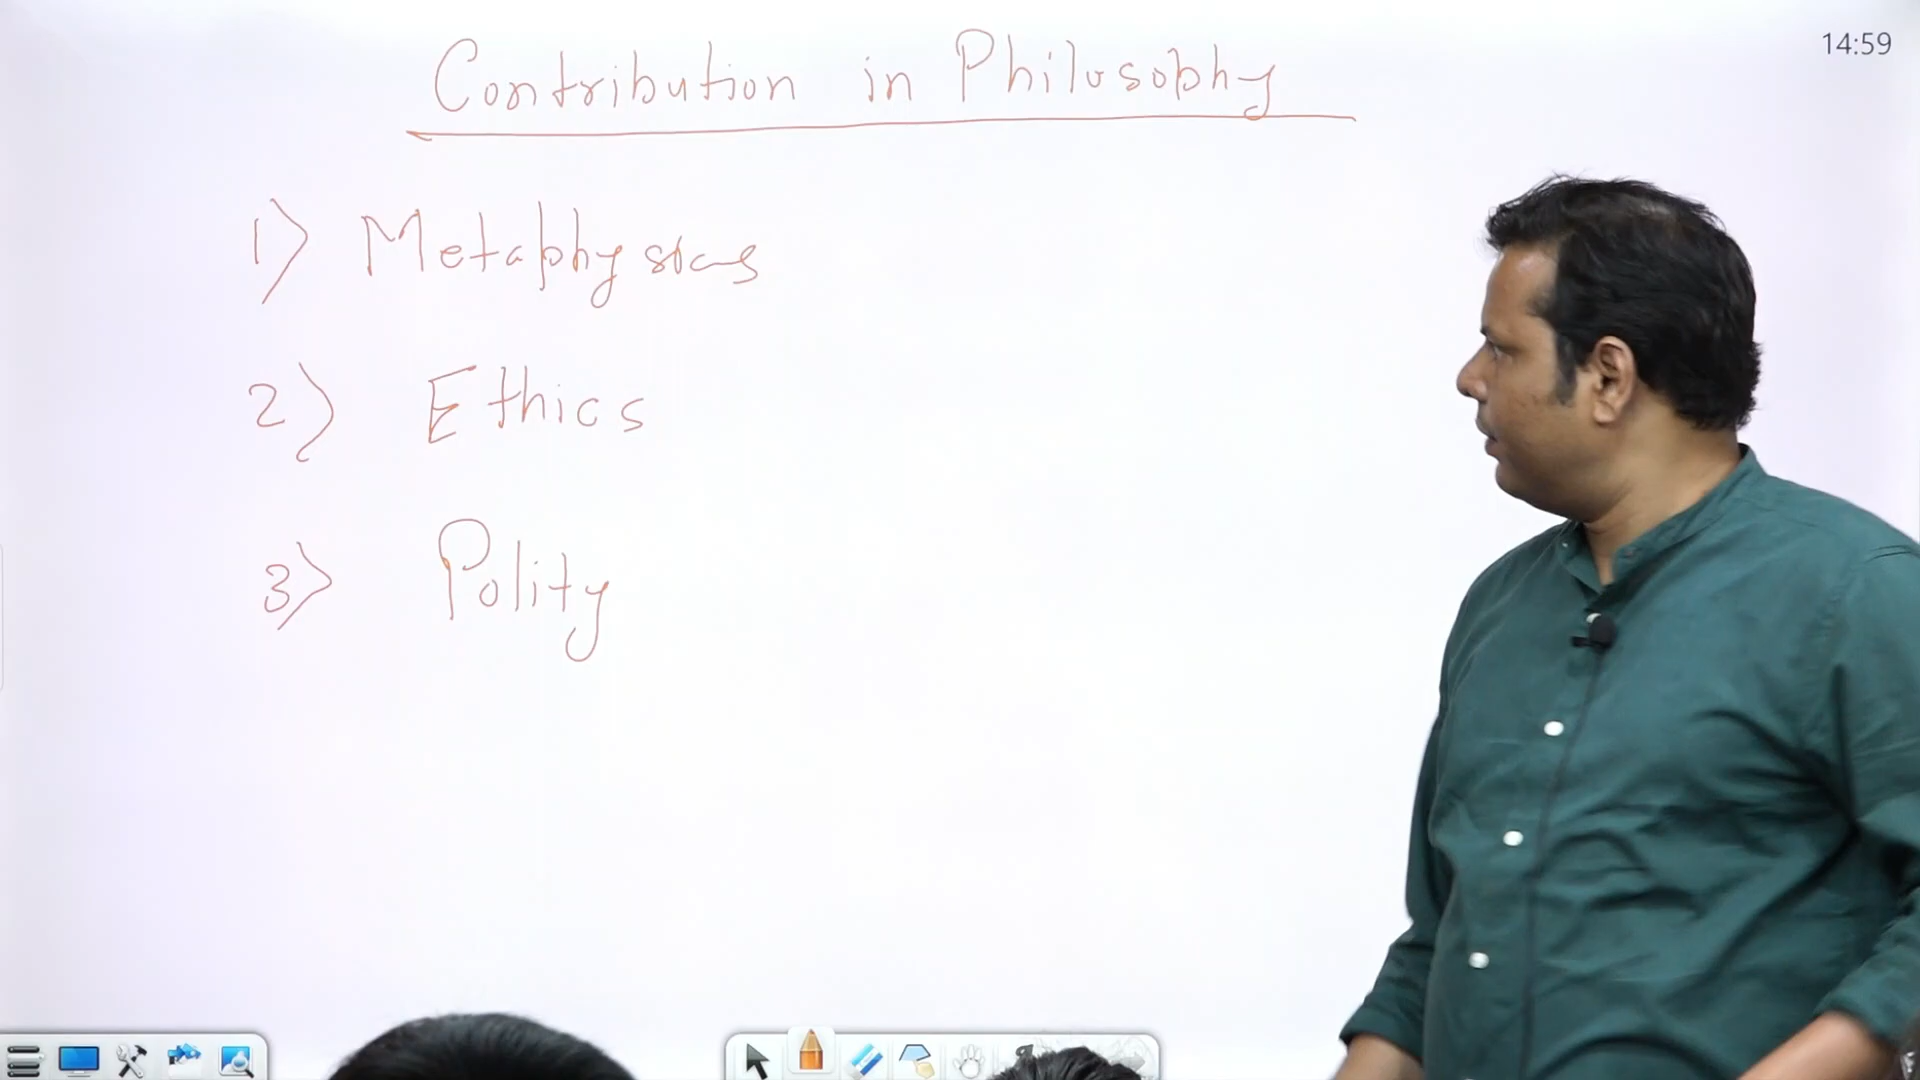 14:59
Contribution in Philosophy
1) Metaphysics
2) Ethics
3) Polity